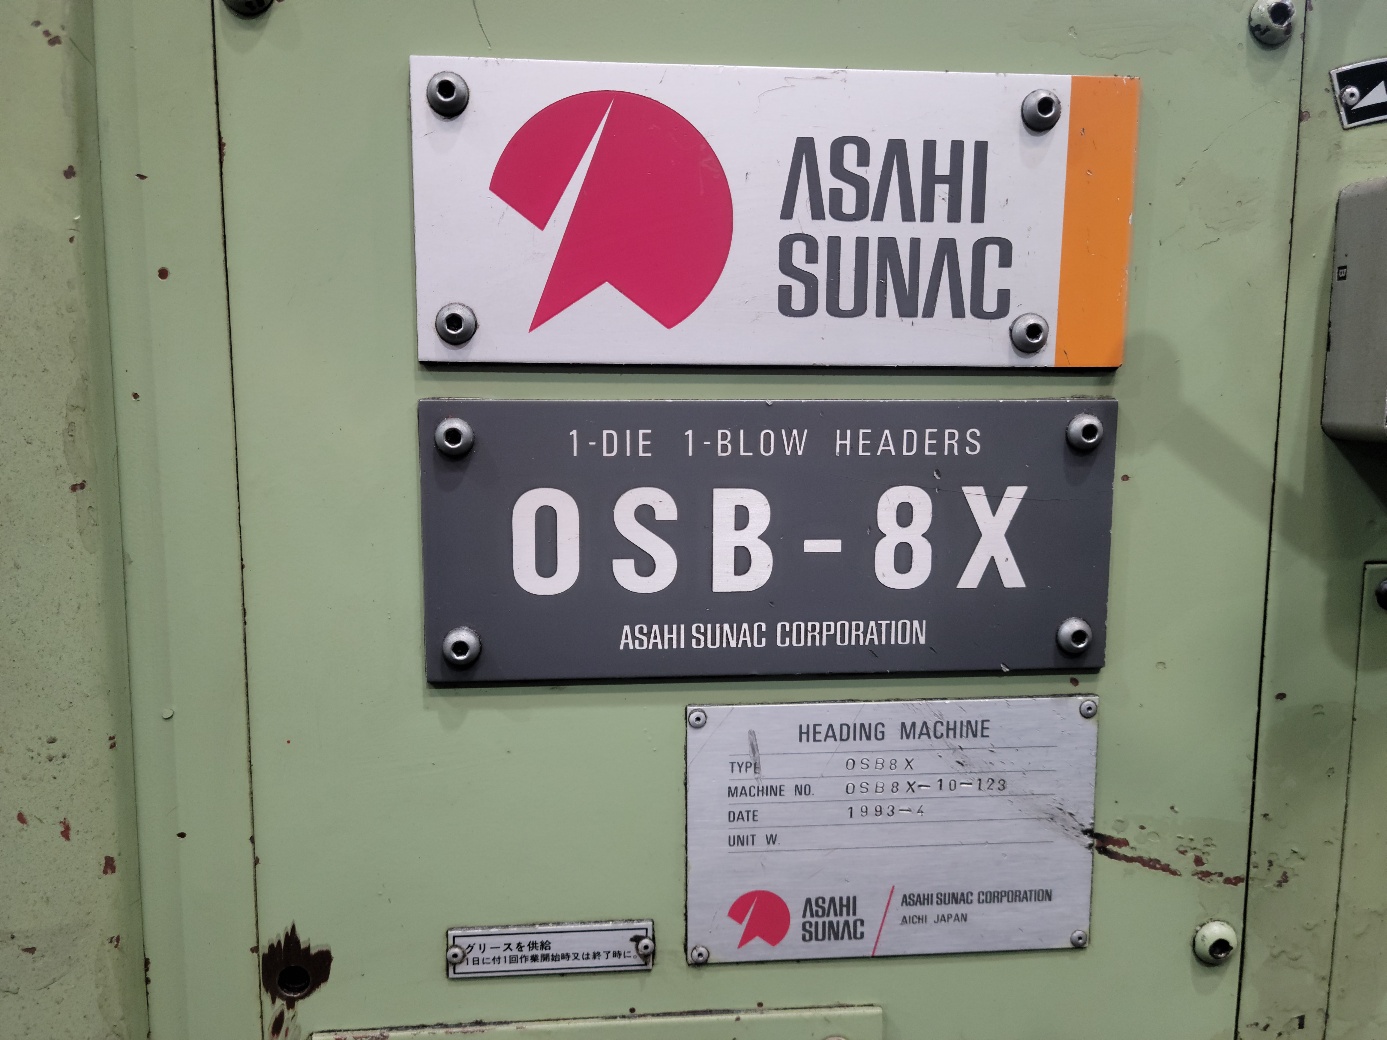 ASAHI
SUNAC
1-DIE 1-BLOW HEADERS
OSB-8X
ASAHI SUNAC CORPORATION
HEADING MACHINE
TYPE OSB8X
MACHINE NO. OSB8X-10-123
DATE 1993-4
UNIT W.
ASAHI
SUNAC
ASAHI SUNAC CORPORATION
AICHI JAPAN
グリースを供給
1日に付1回作業開始時又は終了時に。